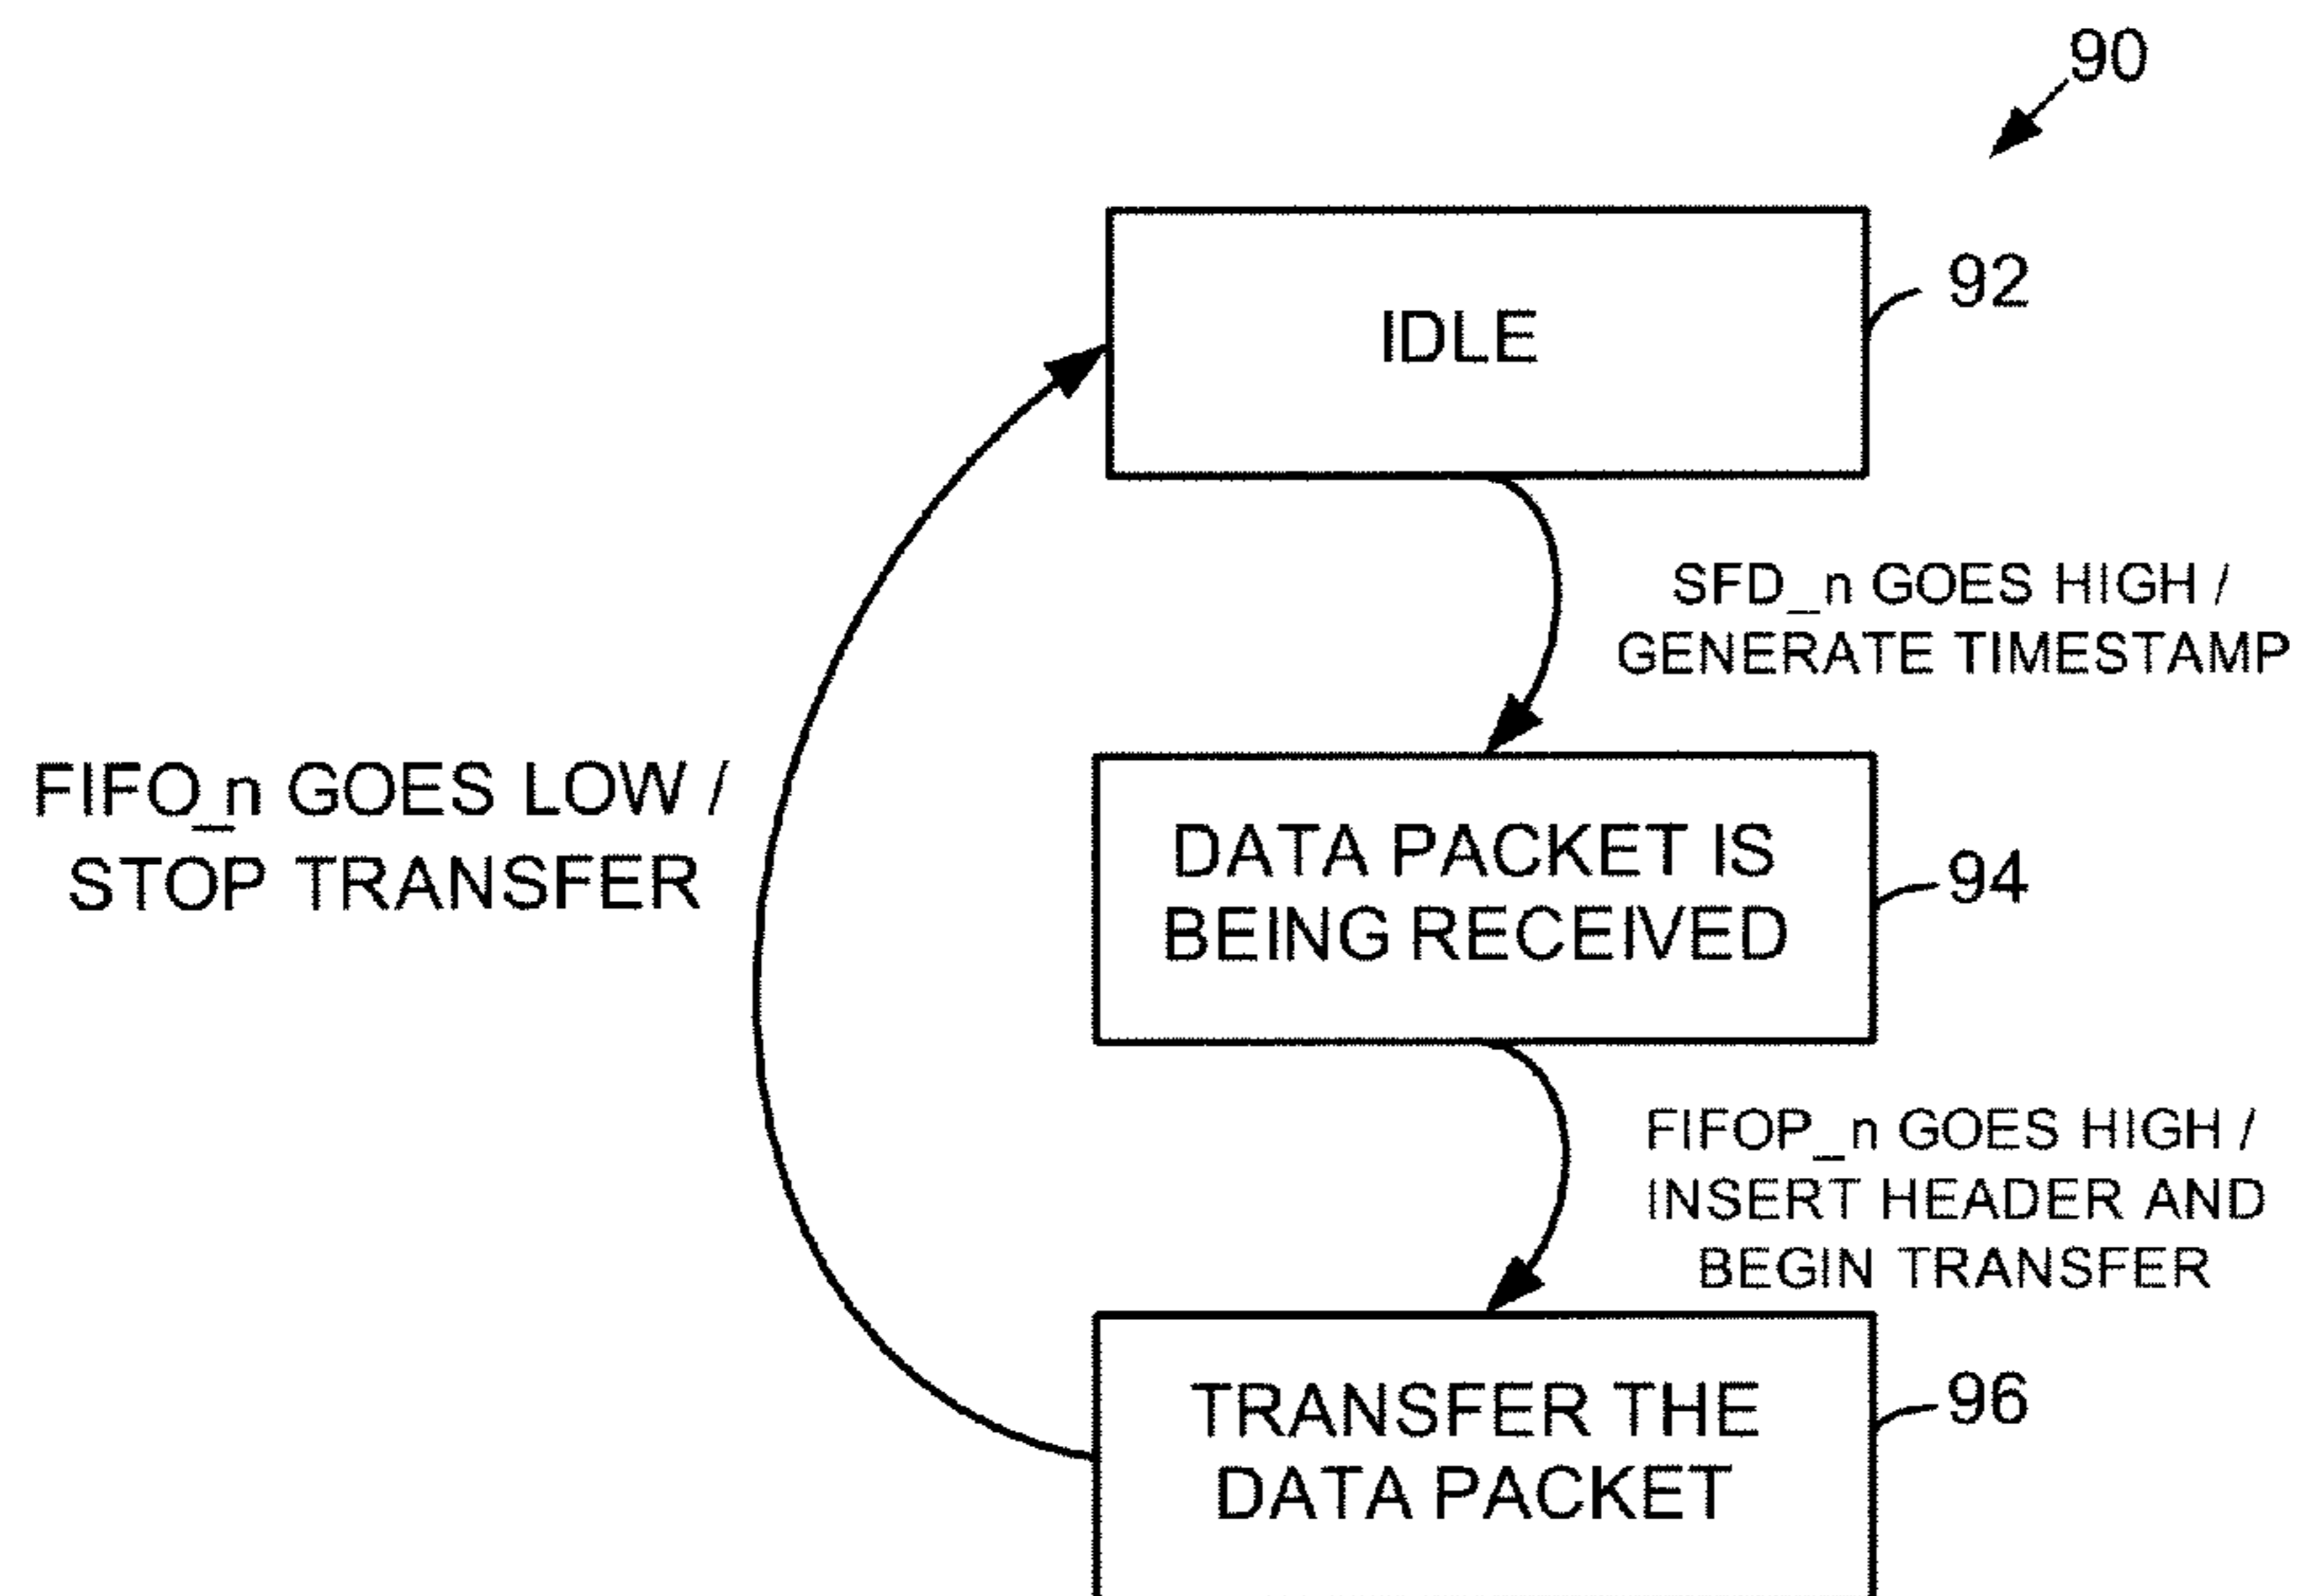 90
IDLE
92
SFD_n GOES HIGH /
GENERATE TIMESTAMP
FIFO_n GOES LOW /
STOP TRANSFER
DATA PACKET IS
BEING RECEIVED
94
FIFOP_n GOES HIGH /
INSERT HEADER AND
BEGIN TRANSFER
TRANSFER THE
DATA PACKET
96